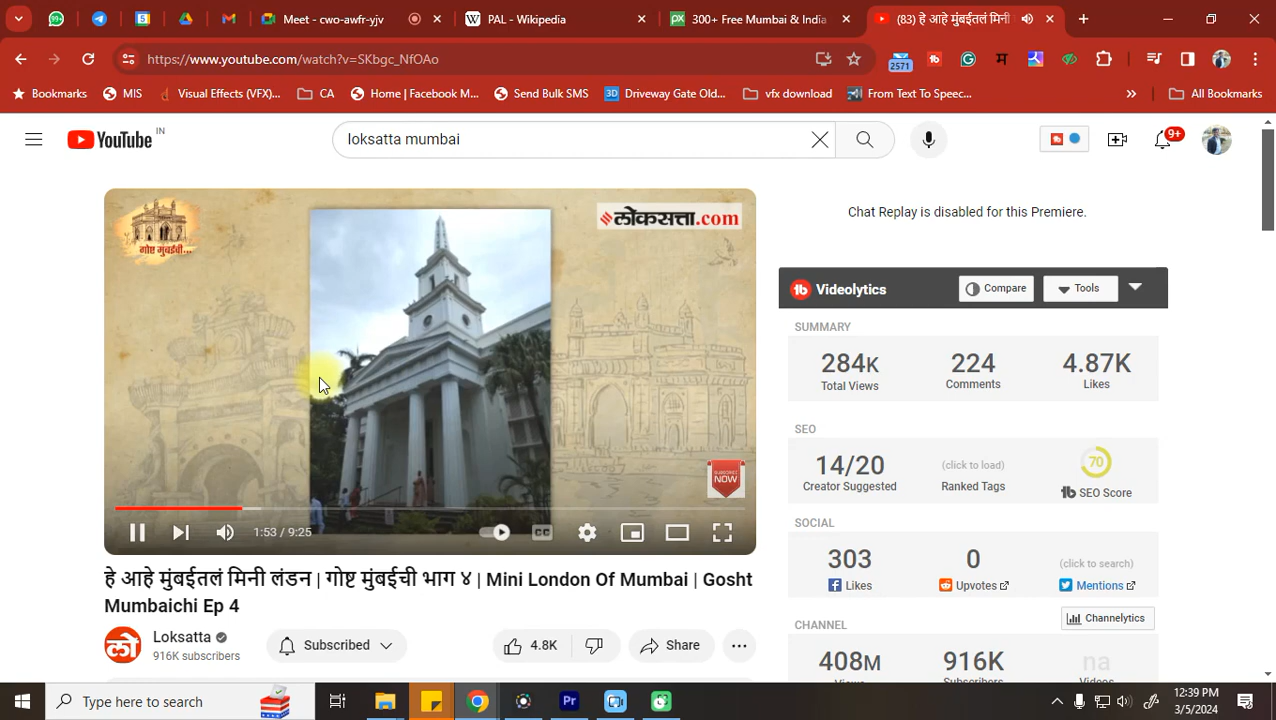 Meet - cwo-awfr-yjv
PAL - Wikipedia
300+ Free Mumbai & India
(83) हे आहे मुंबईतलं मिनी
https://www.youtube.com/watch?v=SKbgc_NfOAo
2571
Bookmarks
MIS
Visual Effects (VFX)...
CA
Home | Facebook M...
Send Bulk SMS
Driveway Gate Old...
vfx download
From Text To Speec...
All Bookmarks
YouTube IN
loksatta mumbai
9+
गोष्ट मुंबईची...
लोकसत्ता.com
SUBSCRIBE
NOW
1:53 / 9:25
CC
हे आहे मुंबईतलं मिनी लंडन | गोष्ट मुंबईची भाग ४ | Mini London Of Mumbai | Gosht
Mumbaichi Ep 4
लो
Loksatta
916K subscribers
Subscribed
4.8K
Share
Chat Replay is disabled for this Premiere.
Videolytics
Compare
Tools
SUMMARY
284K
Total Views
224
Comments
4.87K
Likes
SEO
14/20
Creator Suggested
(click to load)
Ranked Tags
70
SEO Score
SOCIAL
303
Likes
0
Upvotes
(click to search)
Mentions
Channelytics
CHANNEL
408M
Views
916K
Subscribers
na
Videos
Type here to search
12:39 PM
3/5/2024